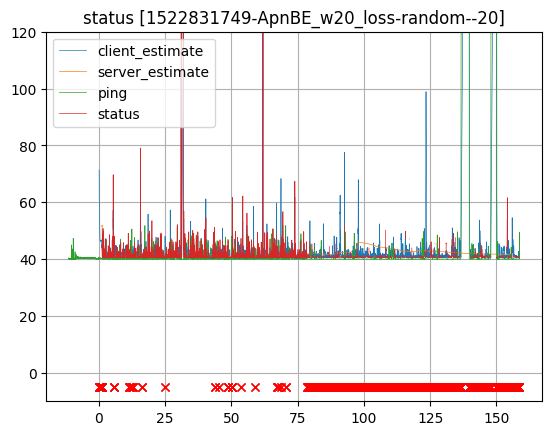 status [1522831749-ApnBE_w20_loss-random--20]
client_estimate
server_estimate
ping
status
120
100
80
60
40
20
0
0 25 50 75 100 125 150